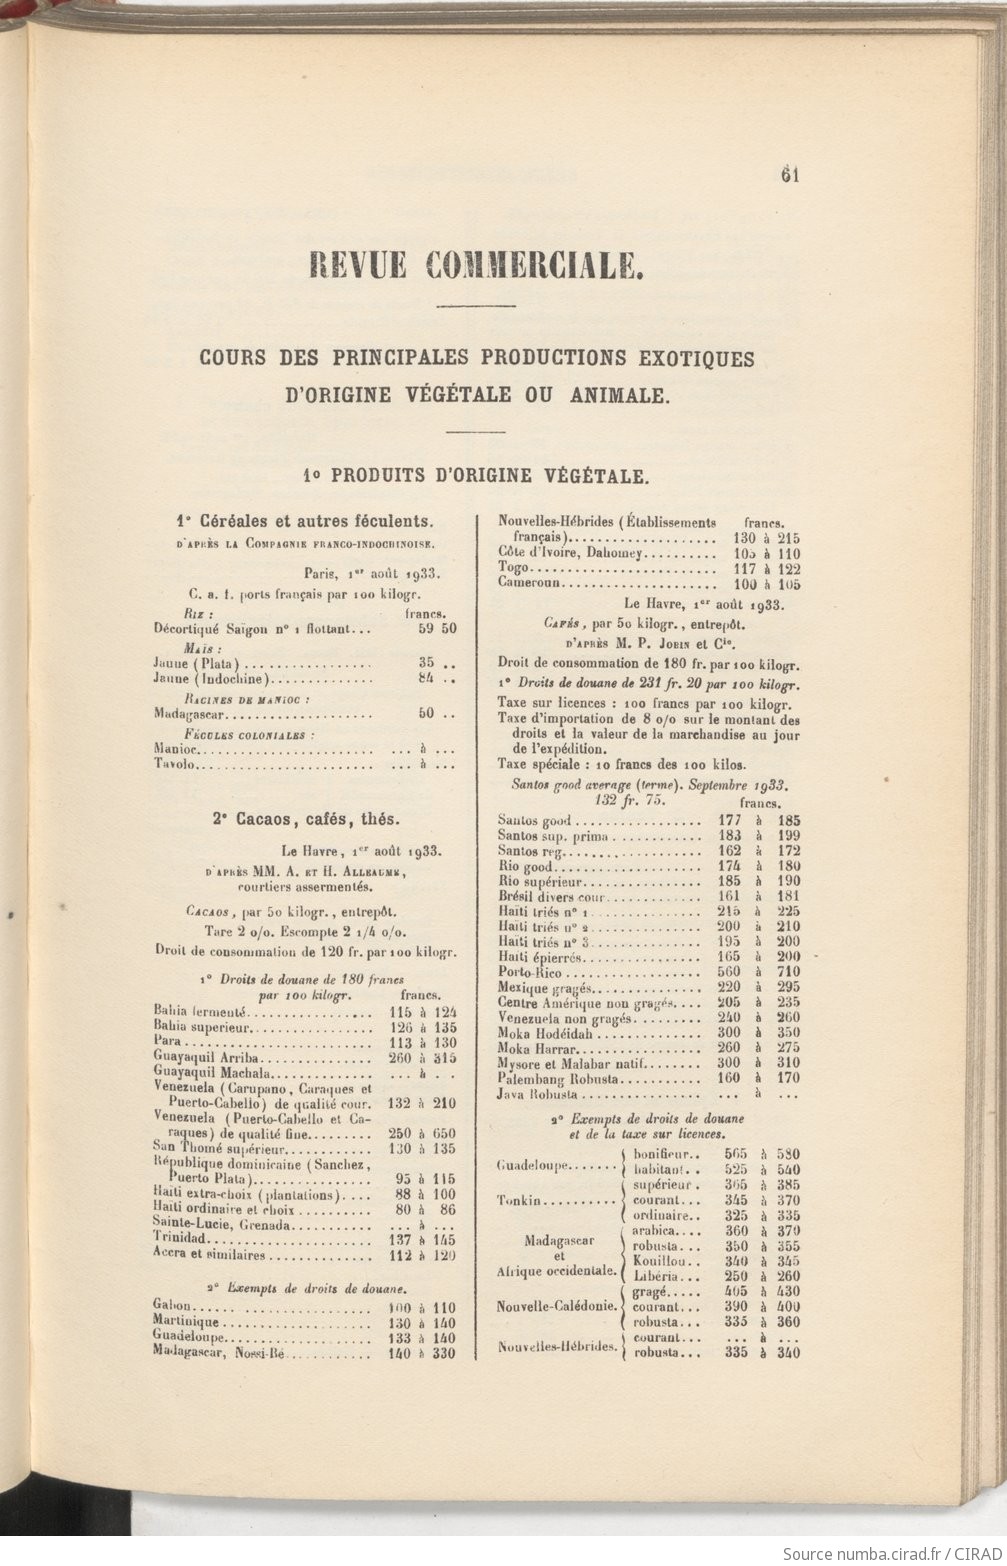 61
REVUE COMMERCIALE.
COURS DES PRINCIPALES PRODUCTIONS EXOTIQUES
D'ORIGINE VÉGÉTALE OU ANIMALE.
1º PRODUITS D'ORIGINE VÉGÉTALE.
1° Céréales et autres féculents.
D'APRÈS LA COMPAGNIE FRANCO-INDOCHINOISE.
Paris, 1er août 1933.
C. a. f. ports français par 100 kilogr.
RIZ : francs.
Décortiqué Saïgon n° 1 flottant... 59 50
MAÏS :
Jaune (Plata) ................ 35 ..
Jaune (Indochine).............. 84 ..
RACINES DE MANIOC :
Madagascar.................... 50 ..
FÉCULES COLONIALES :
Manioc........................ ... à ...
Tavolo........................ ... à ...
2° Cacaos, cafés, thés.
Le Havre, 1er août 1933.
D'APRÈS MM. A. ET H. ALLEAUME,
courtiers assermentés.
CACAOS, par 50 kilogr., entrepôt.
Tare 2 o/o. Escompte 2 1/4 o/o.
Droit de consommation de 120 fr. par 100 kilogr.
1° Droits de douane de 180 francs
par 100 kilogr. francs.
Bahia fermenté................. 115 à 124
Bahia superieur................ 126 à 135
Para ......................... 113 à 130
Guayaquil Arriba............... 260 à 315
Guayaquil Machala.............. ... à . .
Venezuela (Carupano, Caraques et
Puerto-Cabello) de qualité cour. 132 à 210
Venezuela (Puerto-Cabello et Ca-
raques) de qualité fine......... 250 à 650
San Thomé supérieur............ 130 à 135
République dominicaine (Sanchez,
Puerto Plata)................ 95 à 115
Haïti extra-choix (plantations).... 88 à 100
Haïti ordinaire et choix .......... 80 à 86
Sainte-Lucie, Grenada........... ... à ...
Trinidad...................... 137 à 145
Accra et similaires .............. 112 à 120
2° Exempts de droits de douane.
Gabon...... ................. 100 à 110
Martinique .................... 130 à 140
Guadeloupe.................... 133 à 140
Madagascar, Nossi-Bé............ 140 à 330
Nouvelles-Hébrides (Établissements francs.
français).................... 130 à 215
Côte d'Ivoire, Dahomey.......... 105 à 110
Togo......................... 117 à 122
Cameroun..................... 100 à 105
Le Havre, 1er août 1933.
CAFÉS, par 50 kilogr., entrepôt.
D'APRÈS M. P. JOBIN et Cie.
Droit de consommation de 180 fr. par 100 kilogr.
1° Droits de douane de 231 fr. 20 par 100 kilogr.
Taxe sur licences : 100 francs par 100 kilogr.
Taxe d'importation de 8 o/o sur le montant des
droits et la valeur de la marchandise au jour
de l'expédition.
Taxe spéciale : 10 francs des 100 kilos.
Santos good average (terme). Septembre 1933.
132 fr. 75. francs.
Santos good ................. 177 à 185
Santos sup. prima ............ 183 à 199
Santos reg................... 162 à 172
Rio good.................... 174 à 180
Rio supérieur................ 185 à 190
Brésil divers cour............. 161 à 181
Haïti triés n° 1 ............... 215 à 225
Haïti triés n° 2............... 200 à 210
Haïti triés n° 3............... 195 à 200
Haïti épierrés................ 165 à 200
Porto-Rico .................. 560 à 710
Mexique gragés............... 220 à 295
Centre Amérique non gragés.... 205 à 235
Venezuela non gragés......... 240 à 260
Moka Hodéidah .............. 300 à 350
Moka Harrar................. 260 à 275
Mysore et Malabar natif........ 300 à 310
Palembang Robusta........... 160 à 170
Java Robusta ................ ... à ...
2° Exempts de droits de douane
et de la taxe sur licences.
Guadeloupe....... bonifieur.. 565 à 580
habitant. . 525 à 540
supérieur . 365 à 385
Tonkin.......... courant... 345 à 370
ordinaire.. 325 à 335
Madagascar arabica.... 360 à 370
robusta... 350 à 355
et Kouillou.. 340 à 345
Afrique occidentale. Libéria... 250 à 260
gragé..... 405 à 430
Nouvelle-Calédonie. courant... 390 à 400
robusta... 335 à 360
Nouvelles-Hébrides. courant... ... à ...
robusta... 335 à 340
Source numba.cirad.fr / CIRAD